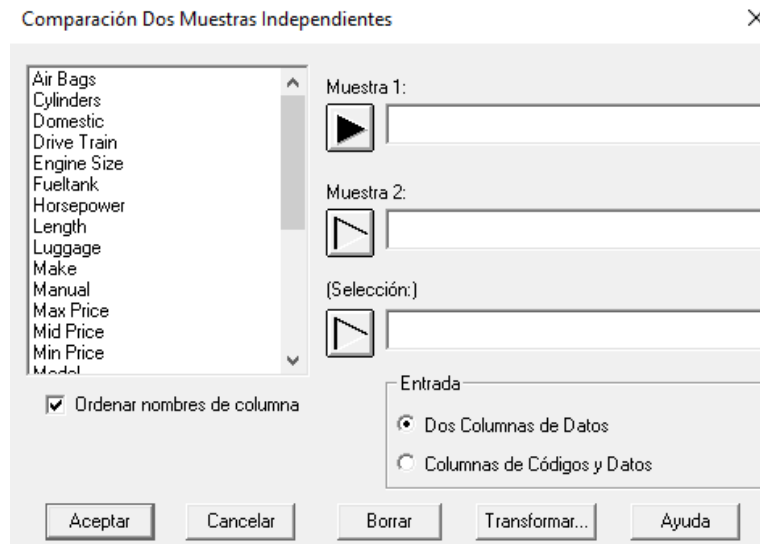 Comparación Dos Muestras Independientes
Air Bags
Cylinders
Domestic
Drive Train
Engine Size
Fueltank
Horsepower
Length
Luggage
Make
Manual
Max Price
Mid Price
Min Price
Model
Ordenar nombres de columna
Muestra 1:
Muestra 2:
(Selección:)
Entrada
Dos Columnas de Datos
Columnas de Códigos y Datos
Aceptar
Cancelar
Borrar
Transformar...
Ayuda